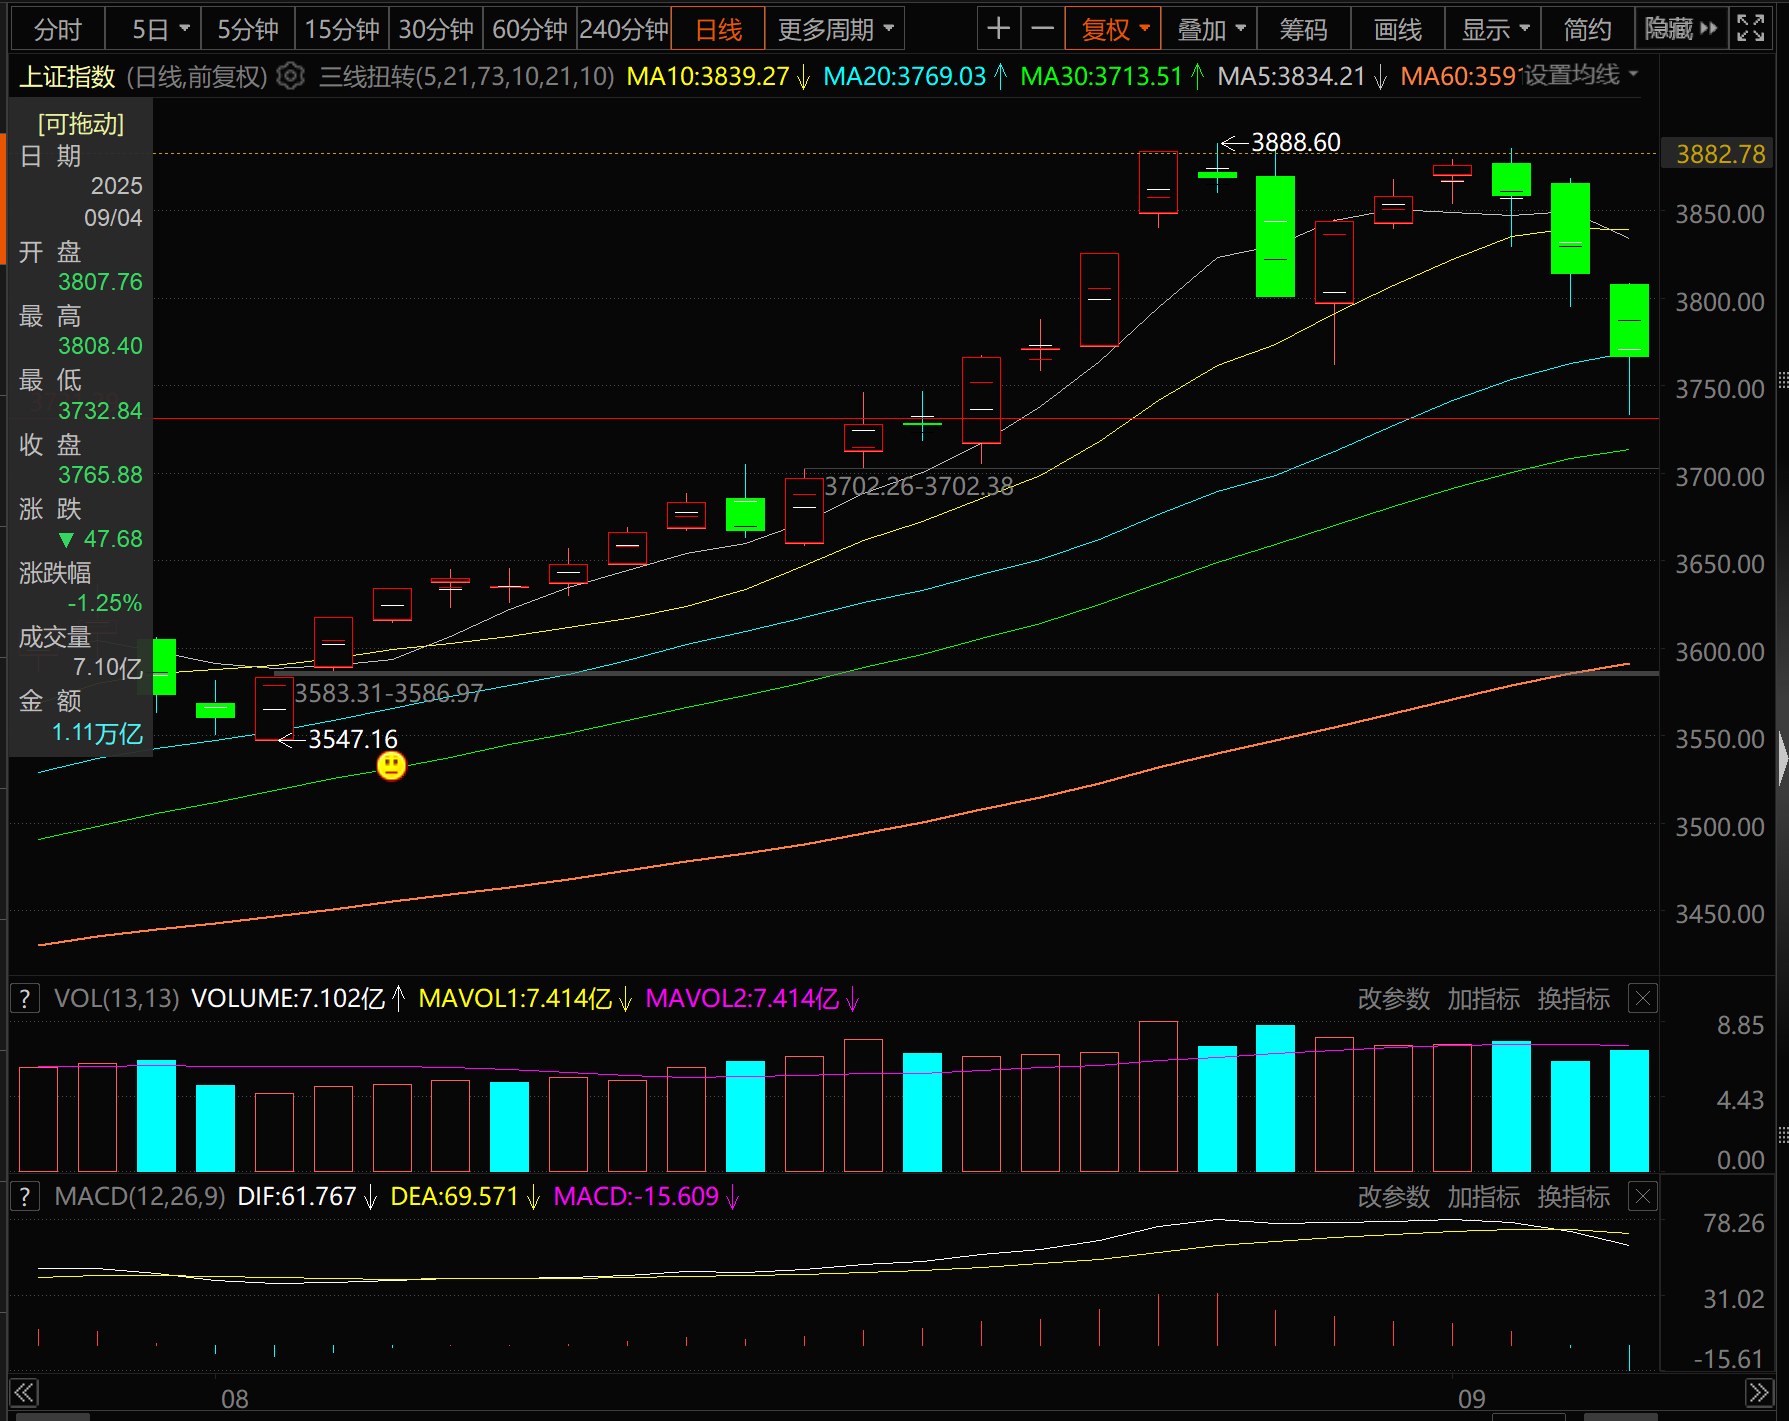 分时 5日 5分钟 15分钟 30分钟 60分钟 240分钟 日线 更多周期 + − 复权 叠加 筹码 画线 显示 简约 隐藏
上证指数 (日线,前复权) 三线扭转(5,21,73,10,21,10) MA10:3839.27↓ MA20:3769.03↑ MA30:3713.51↑ MA5:3834.21↓ MA60:359 设置均线
[可拖动]
日 期
2025
09/04
开 盘
3807.76
最 高
3808.40
最 低
3732.84
收 盘
3765.88
涨 跌
▼ 47.68
涨跌幅
-1.25%
成交量
7.10亿
金 额
1.11万亿
3888.60
3702.26-3702.38
3583.31-3586.97
3547.16
3882.78
3850.00
3800.00
3750.00
3700.00
3650.00
3600.00
3550.00
3500.00
3450.00
? VOL(13,13) VOLUME:7.102亿↑ MAVOL1:7.414亿↓ MAVOL2:7.414亿↓ 改参数 加指标 换指标
8.85
4.43
0.00
? MACD(12,26,9) DIF:61.767↓ DEA:69.571↓ MACD:-15.609↓ 改参数 加指标 换指标
78.26
31.02
-15.61
08 09